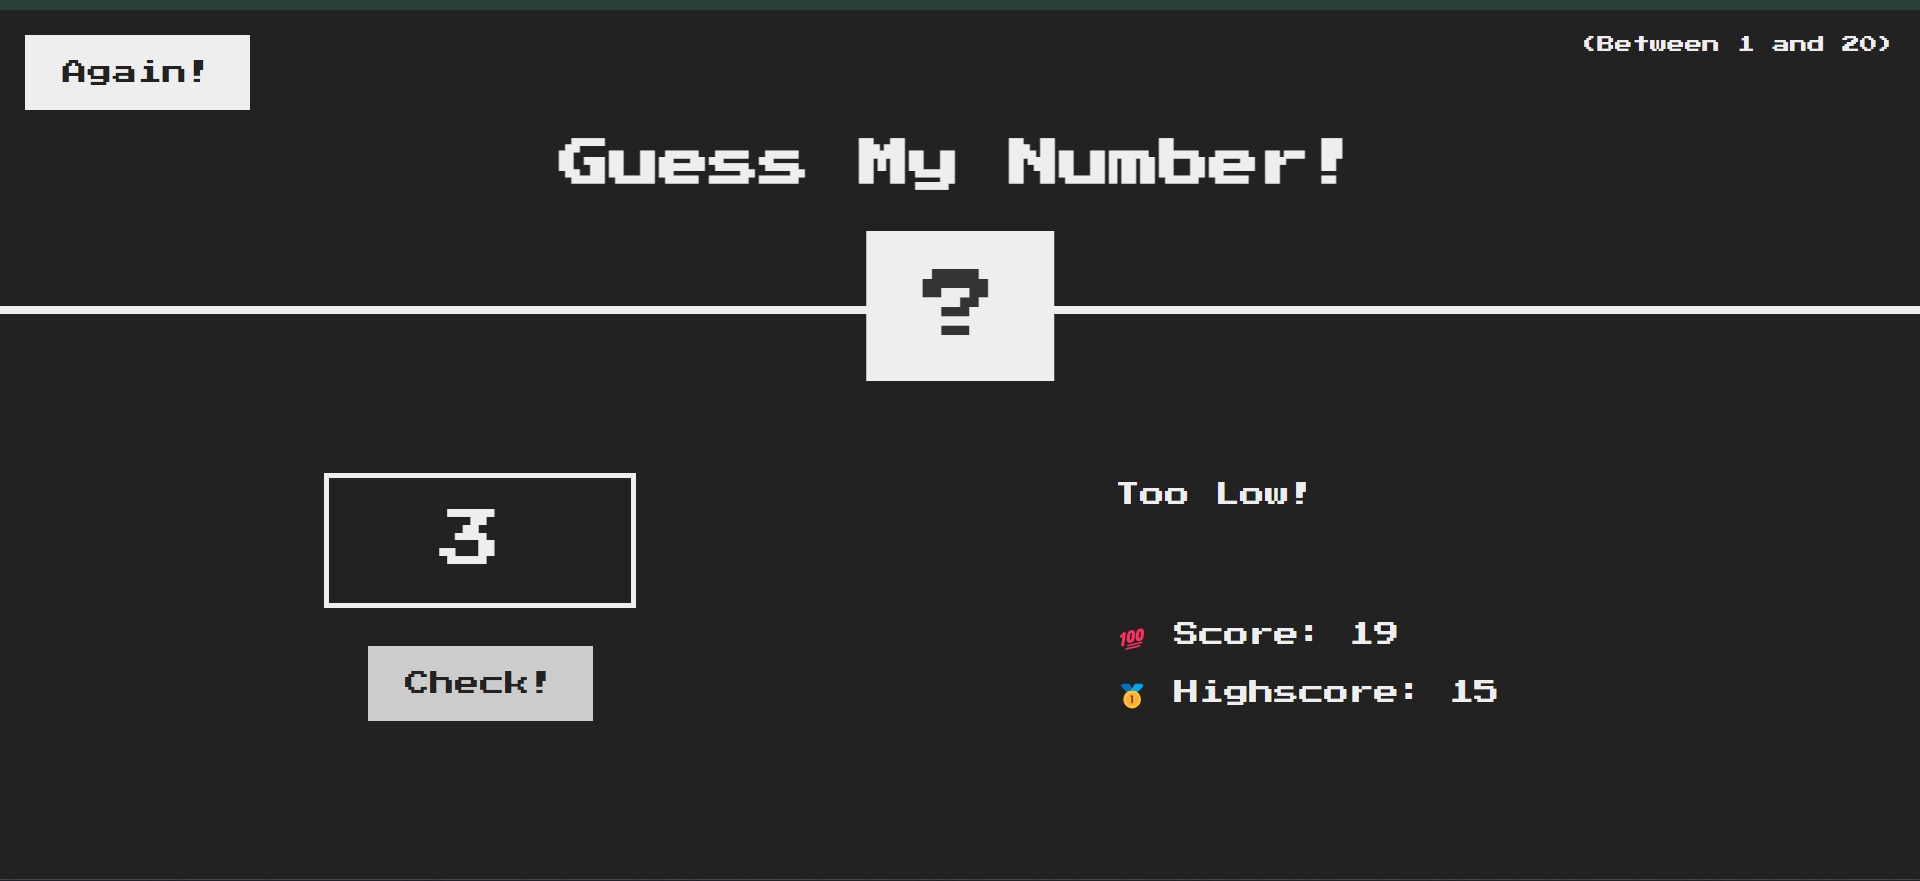 Again!
(Between 1 and 20)
Guess My Number!
?
3
Check!
Too Low!
💯 Score: 19
🥇 Highscore: 15